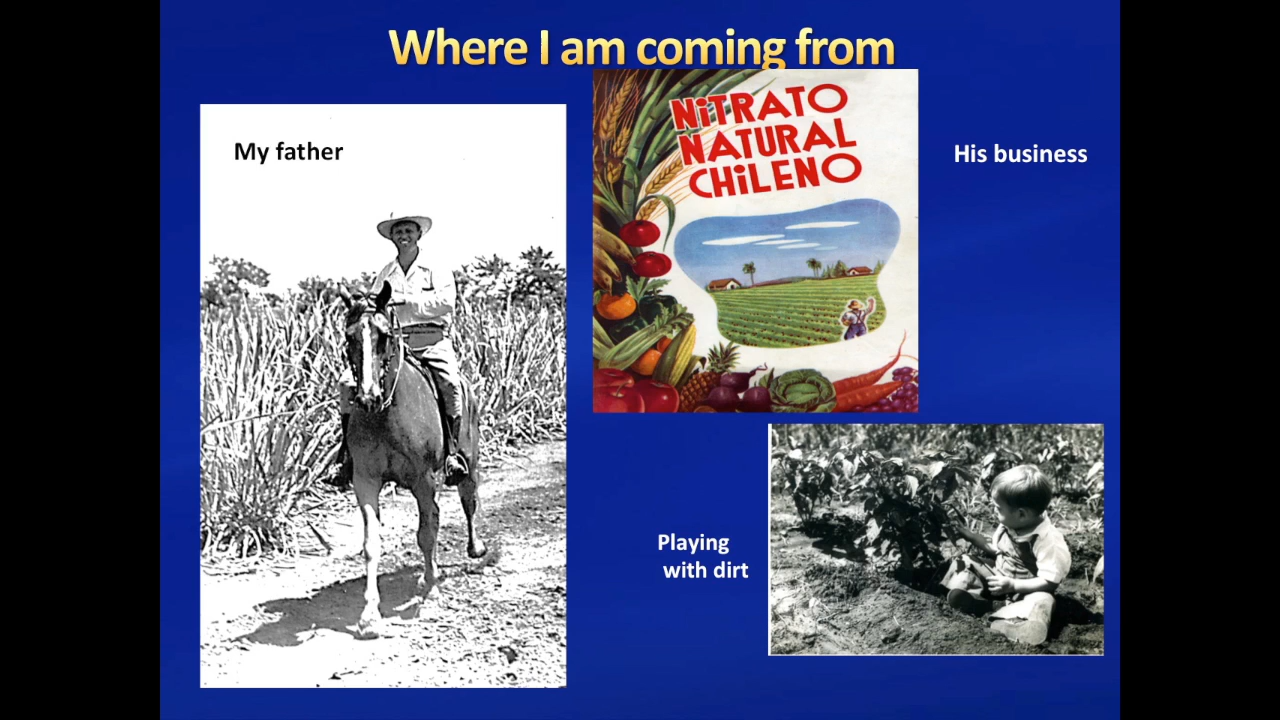 Where I am coming from
My father
NiTRATO
NATURAL
CHiLENO
His business
Playing
with dirt